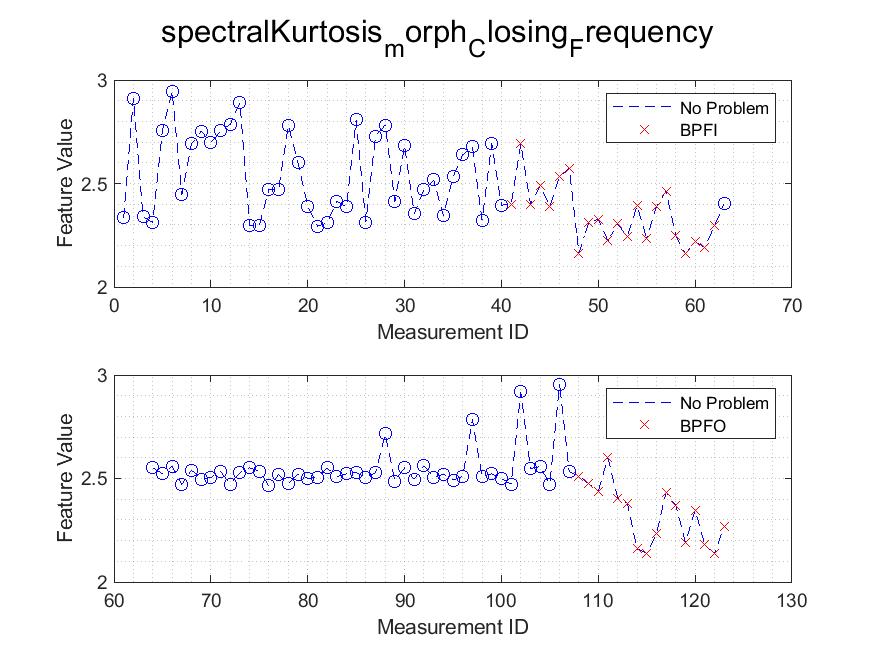 spectralKurtosis_morph_Closing_Frequency
3
2.5
2
Feature Value
No Problem
BPFI
0 10 20 30 40 50 60 70
Measurement ID
3
2.5
2
Feature Value
No Problem
BPFO
60 70 80 90 100 110 120 130
Measurement ID